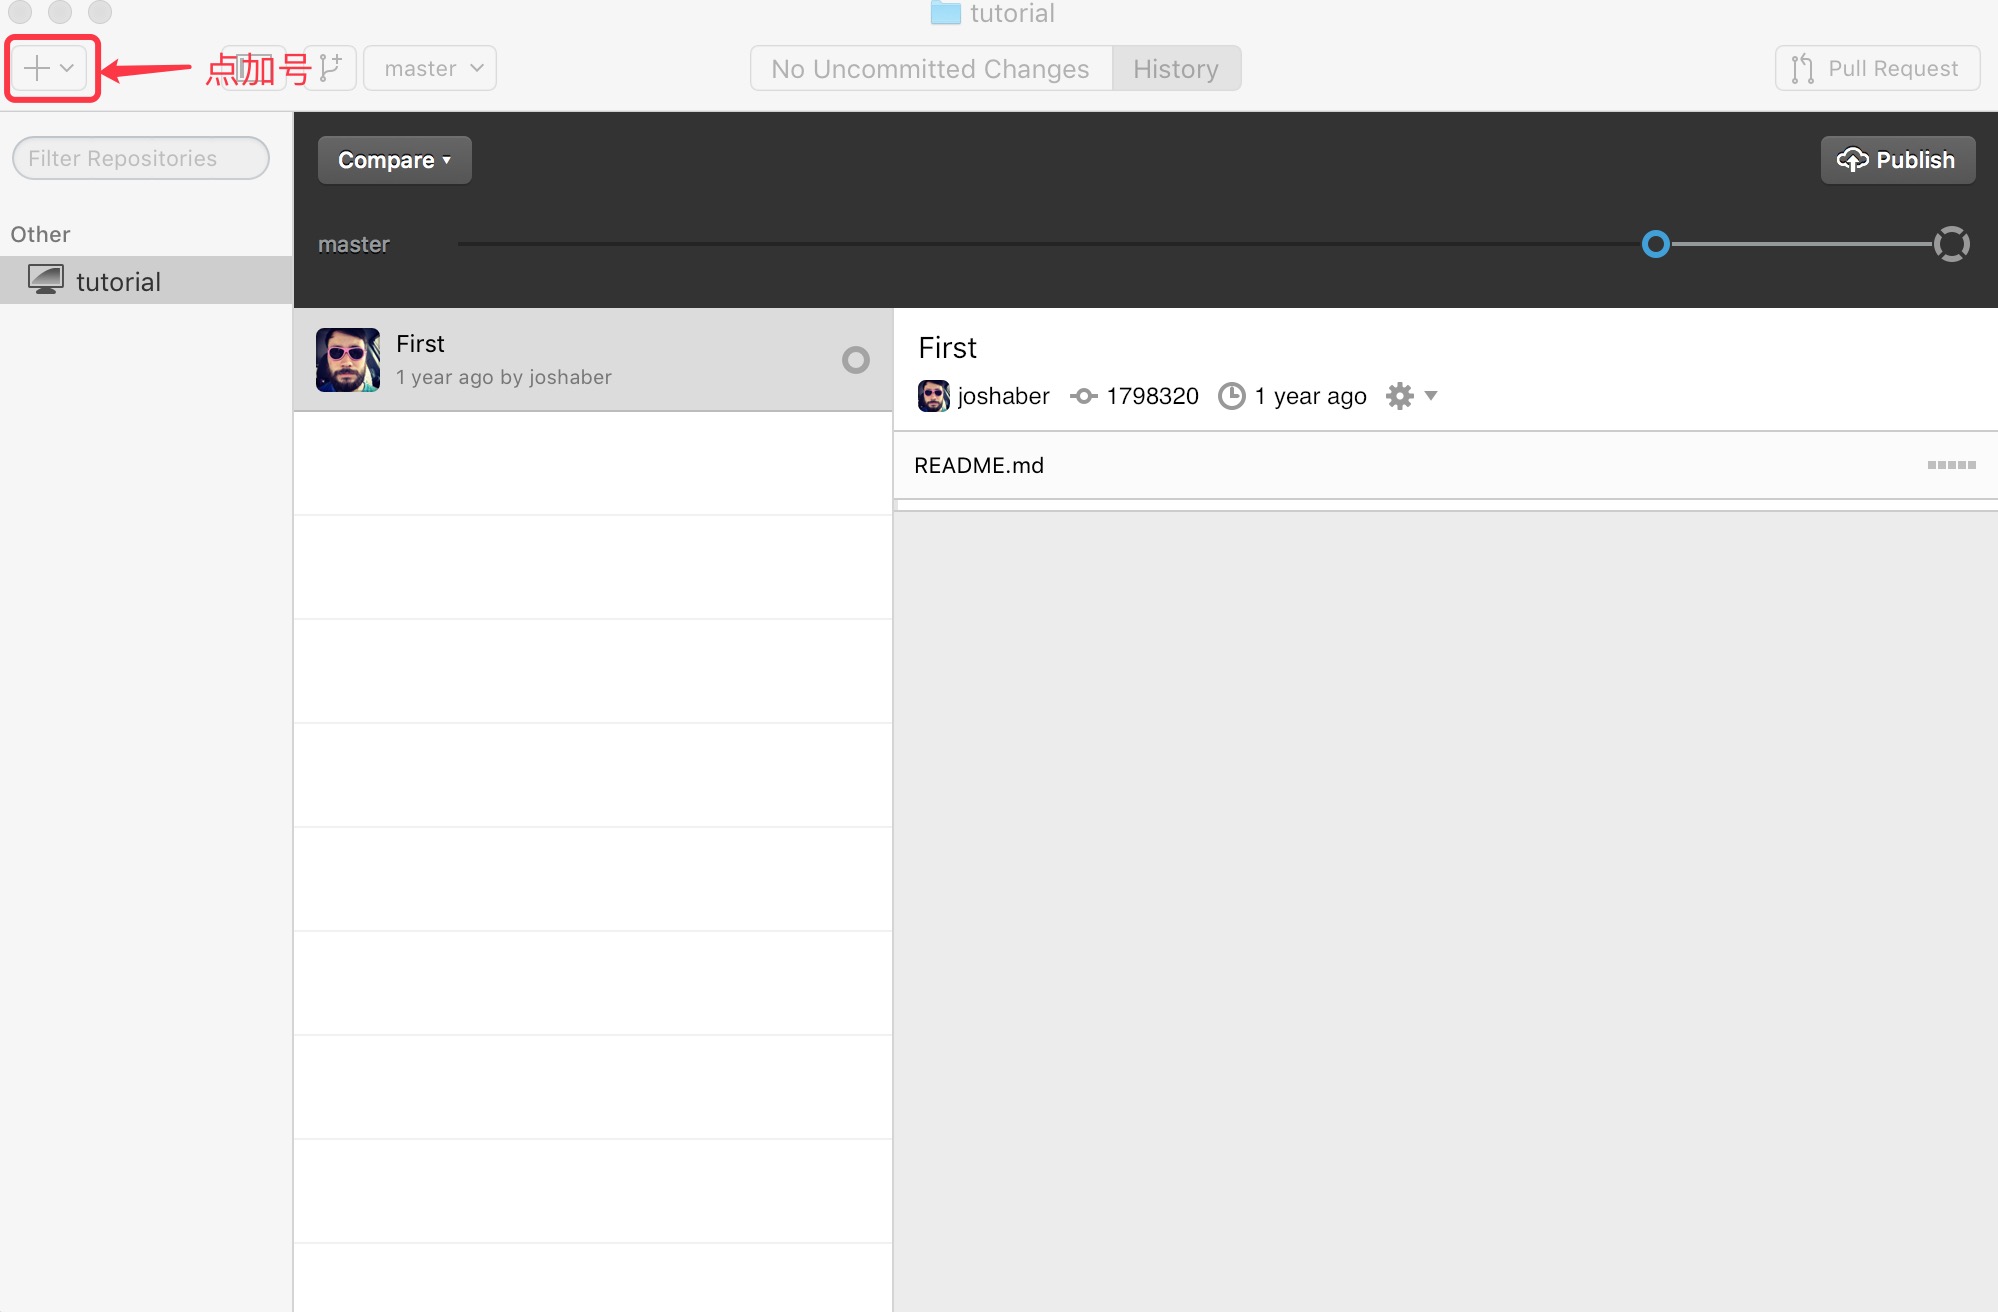 tutorial
点加号
master
No Uncommitted Changes
History
Pull Request
Filter Repositories
Compare
Publish
Other
master
tutorial
First
1 year ago by joshaber
First
joshaber 1798320 1 year ago
README.md